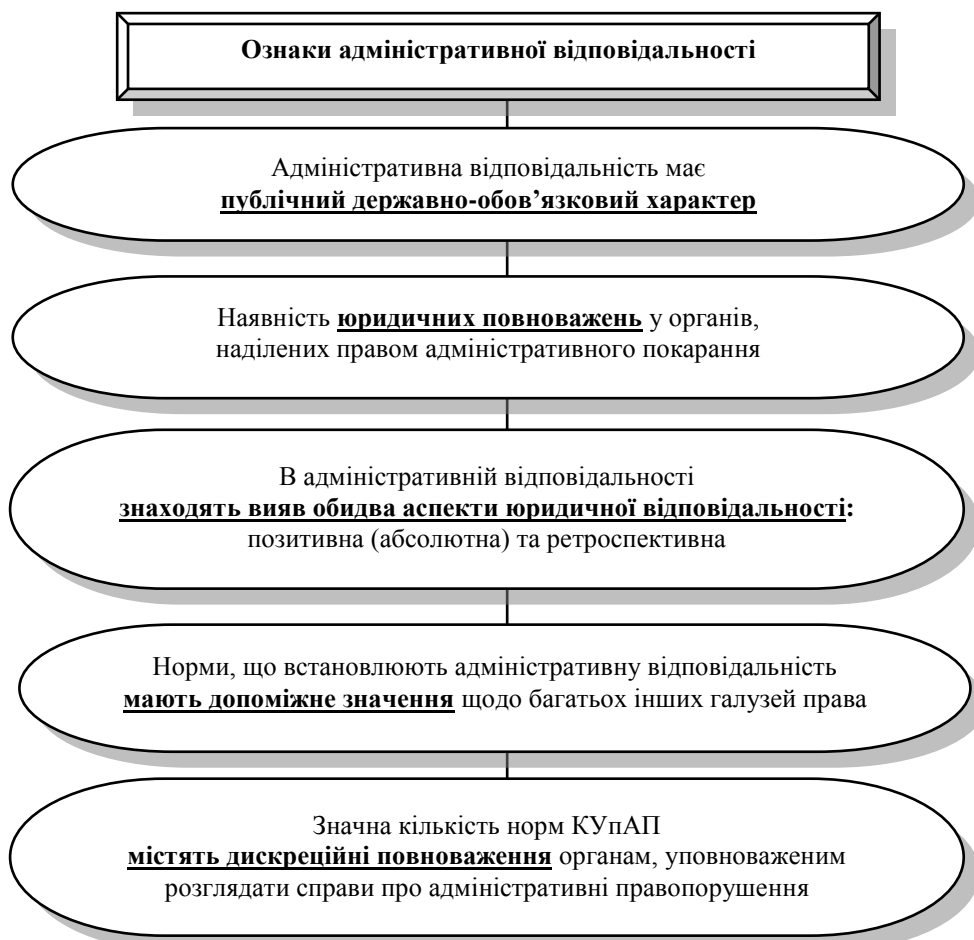 Ознаки адміністративної відповідальності
Адміністративна відповідальність має
публічний державно-обов’язковий характер
Наявність юридичних повноважень у органів,
наділених правом адміністративного покарання
В адміністративній відповідальності
знаходять вияв обидва аспекти юридичної відповідальності:
позитивна (абсолютна) та ретроспективна
Норми, що встановлюють адміністративну відповідальність
мають допоміжне значення щодо багатьох інших галузей права
Значна кількість норм КУпАП
містять дискреційні повноваження органам, уповноваженим
розглядати справи про адміністративні правопорушення